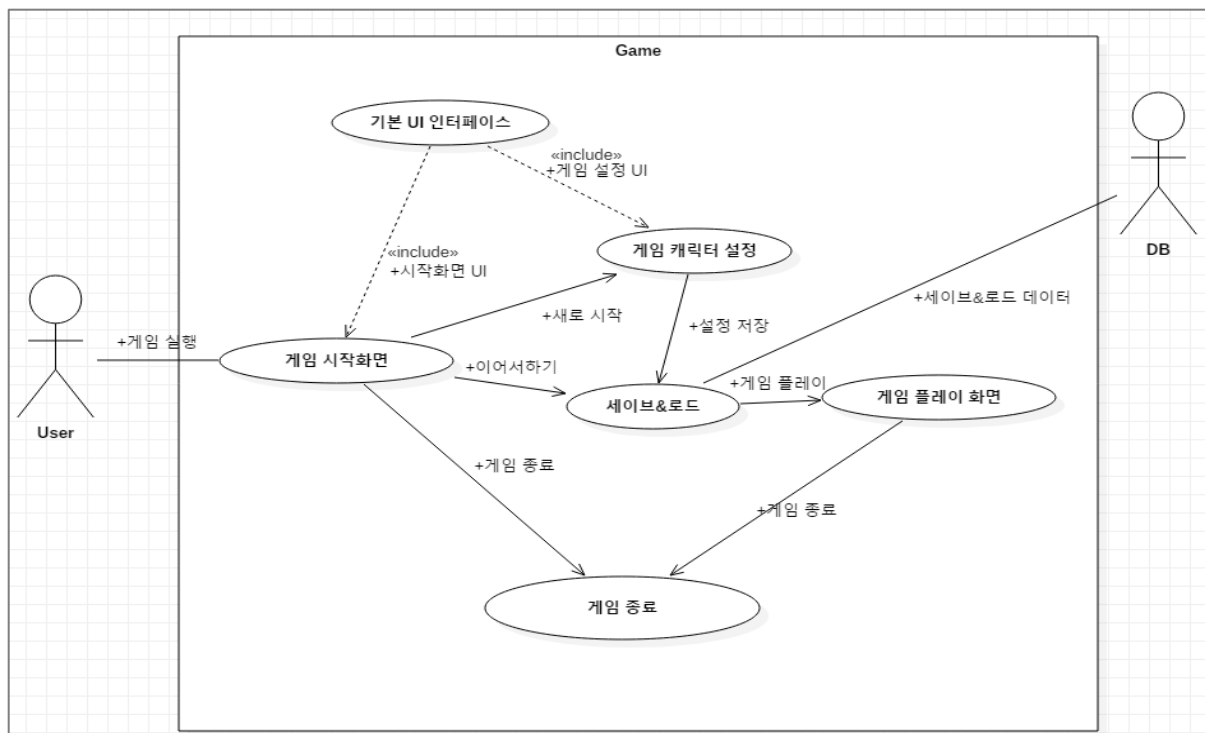 Game
기본 UI 인터페이스
«include»
+게임 설정 UI
게임 캐릭터 설정
DB
«include»
+시작화면 UI
+새로 시작
+설정 저장
+세이브&로드 데이터
+게임 실행
게임 시작화면
+이어서하기
세이브&로드
+게임 플레이
게임 플레이 화면
User
+게임 종료
+게임 종료
게임 종료